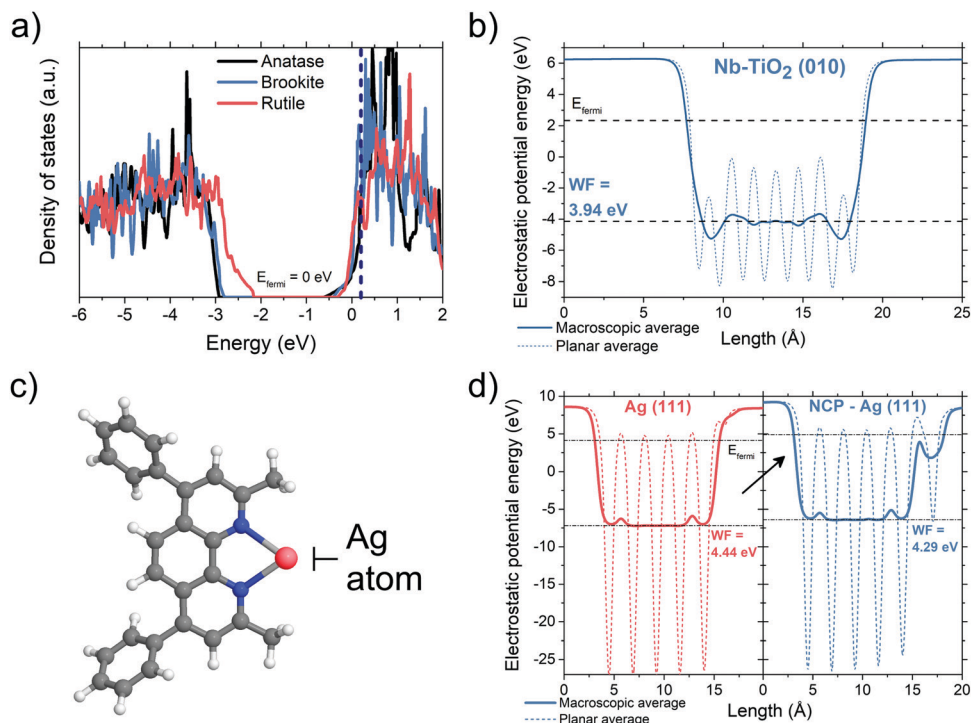 a)
Density of states (a.u.)
Anatase
Brookite
Rutile
E_fermi = 0 eV
-6 -5 -4 -3 -2 -1 0 1 2
Energy (eV)
b)
Electrostatic potential energy (eV)
6
4
2
0
-2
-4
-6
-8
Nb-TiO₂ (010)
E_fermi
WF =
3.94 eV
0 5 10 15 20 25
Length (Å)
Macroscopic average
Planar average
c)
Ag
atom
d)
Electrostatic potential energy (eV)
10
5
0
-5
-10
-15
-20
-25
Ag (111)
E_fermi
WF =
4.44 eV
NCP - Ag (111)
WF =
4.29 eV
0 5 10 15 0 5 10 15 20
Length (Å)
Macroscopic average
Planar average